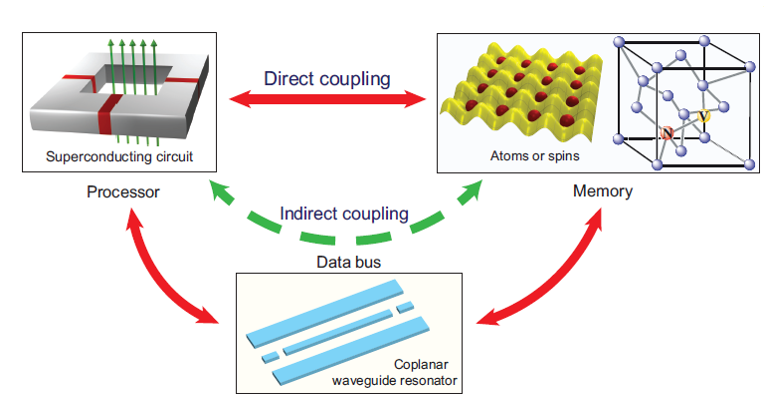 Direct coupling
Superconducting circuit
Atoms or spins
N
V
Processor
Memory
Indirect coupling
Data bus
Coplanar
waveguide resonator